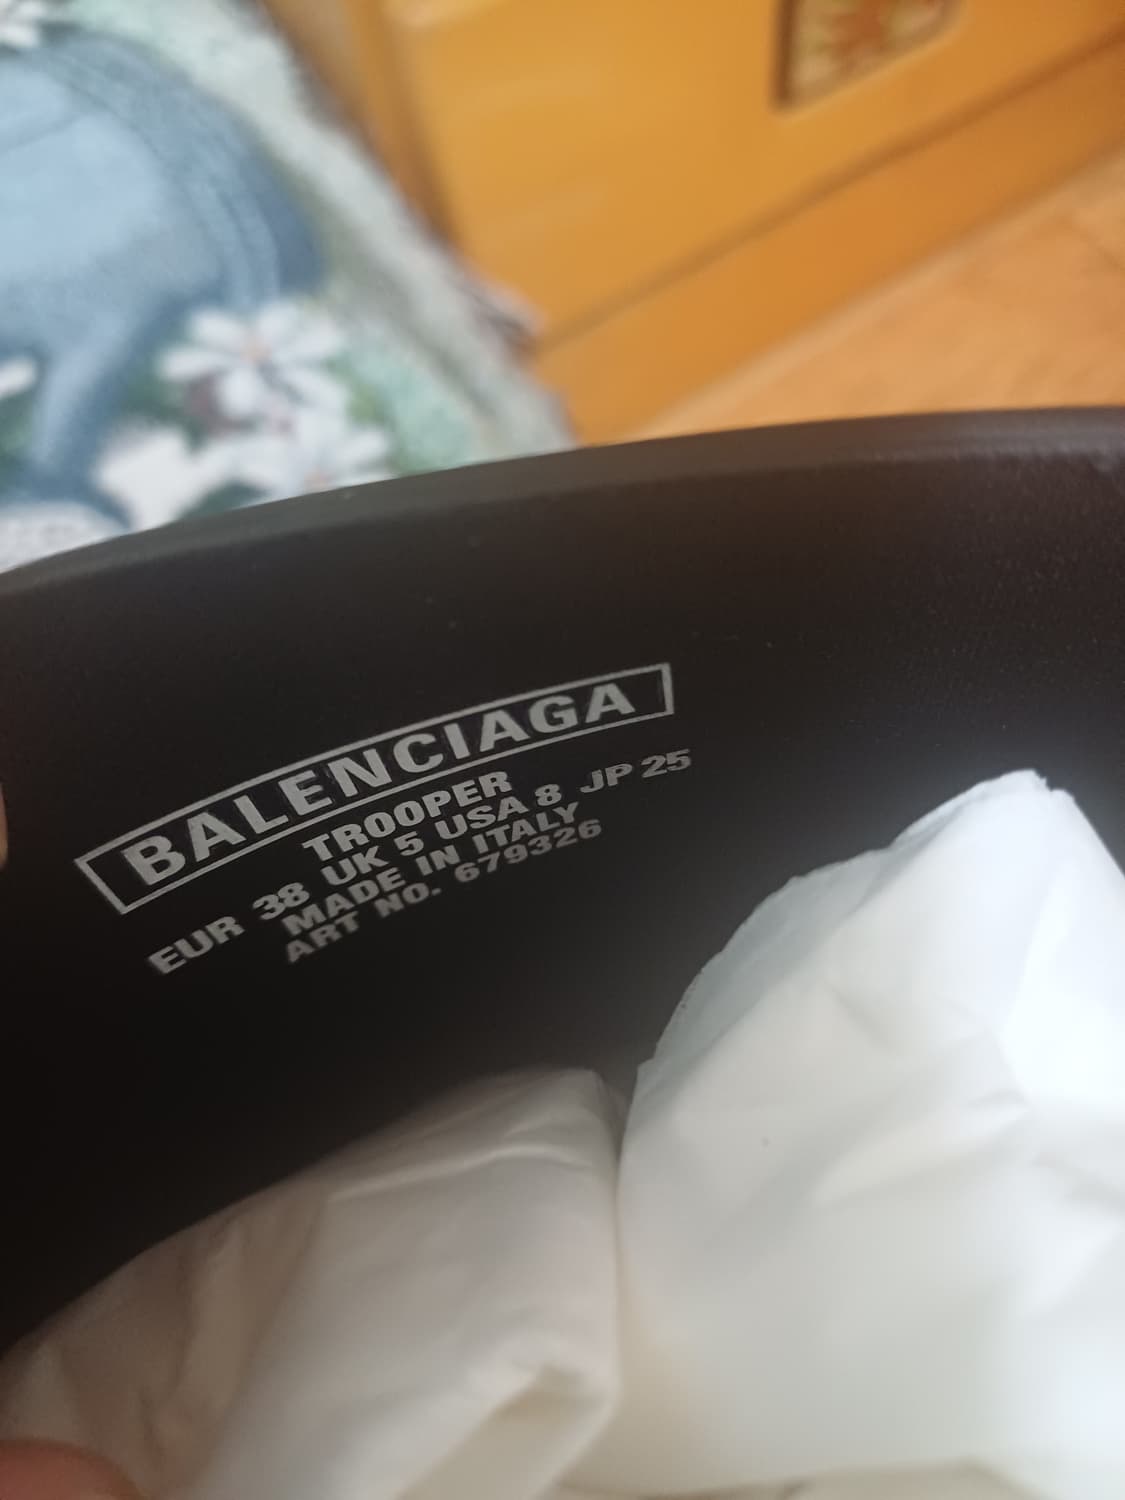 BALENCIAGA
TROOPER
EUR 38 UK 5 USA 8 JP 25
MADE IN ITALY
ART NO. 679326